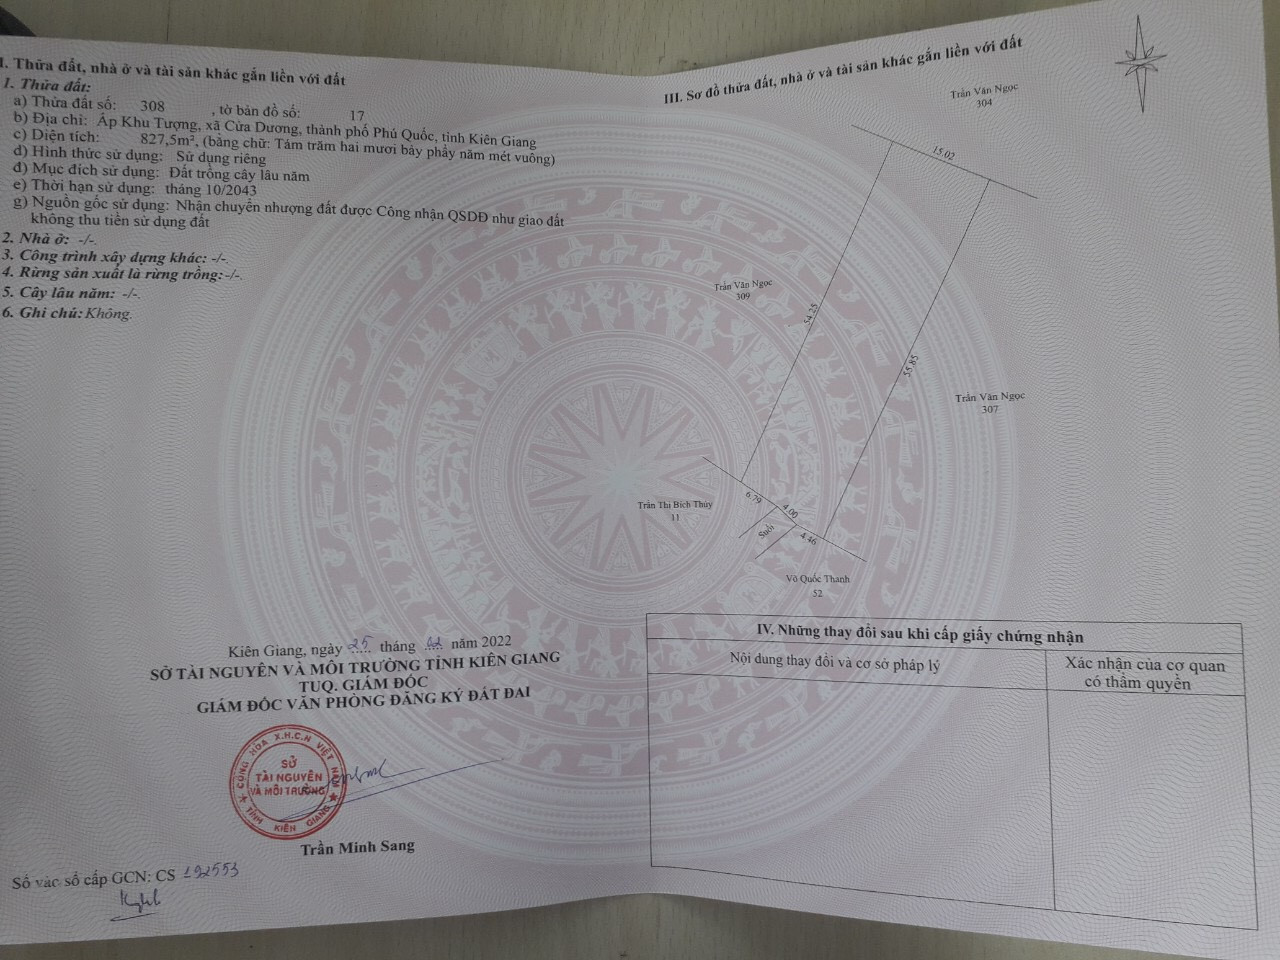 I. Thửa đất, nhà ở và tài sản khác gắn liền với đất
1. Thửa đất:
a) Thửa đất số: 308 , tờ bản đồ số: 17
b) Địa chỉ: Ấp Khu Tượng, xã Cửa Dương, thành phố Phú Quốc, tỉnh Kiên Giang
c) Diện tích: 827,5m², (bằng chữ: Tám trăm hai mươi bảy phẩy năm mét vuông)
d) Hình thức sử dụng: Sử dụng riêng
đ) Mục đích sử dụng: Đất trồng cây lâu năm
e) Thời hạn sử dụng: tháng 10/2043
g) Nguồn gốc sử dụng: Nhận chuyển nhượng đất được Công nhận QSDĐ như giao đất
không thu tiền sử dụng đất
2. Nhà ở: -/-.
3. Công trình xây dựng khác: -/-.
4. Rừng sản xuất là rừng trồng: -/-.
5. Cây lâu năm: -/-.
6. Ghi chú: Không.
Kiên Giang, ngày 25 tháng 02 năm 2022
SỞ TÀI NGUYÊN VÀ MÔI TRƯỜNG TỈNH KIÊN GIANG
TUQ. GIÁM ĐỐC
GIÁM ĐỐC VĂN PHÒNG ĐĂNG KÝ ĐẤT ĐAI
CỘNG HÒA X.H.C.N VIỆT NAM
SỞ
TÀI NGUYÊN
VÀ MÔI TRƯỜNG
TỈNH KIÊN GIANG
Trần Minh Sang
Số vào sổ cấp GCN: CS 192553
III. Sơ đồ thửa đất, nhà ở và tài sản khác gắn liền với đất
Trần Văn Ngọc
304
15.02
Trần Văn Ngọc
309
54.25
55.85
Trần Văn Ngọc
307
Trần Thị Bích Thủy
11
6.79
4.00
Suối
4.46
Võ Quốc Thanh
52
IV. Những thay đổi sau khi cấp giấy chứng nhận
Nội dung thay đổi và cơ sở pháp lý
Xác nhận của cơ quan
có thẩm quyền